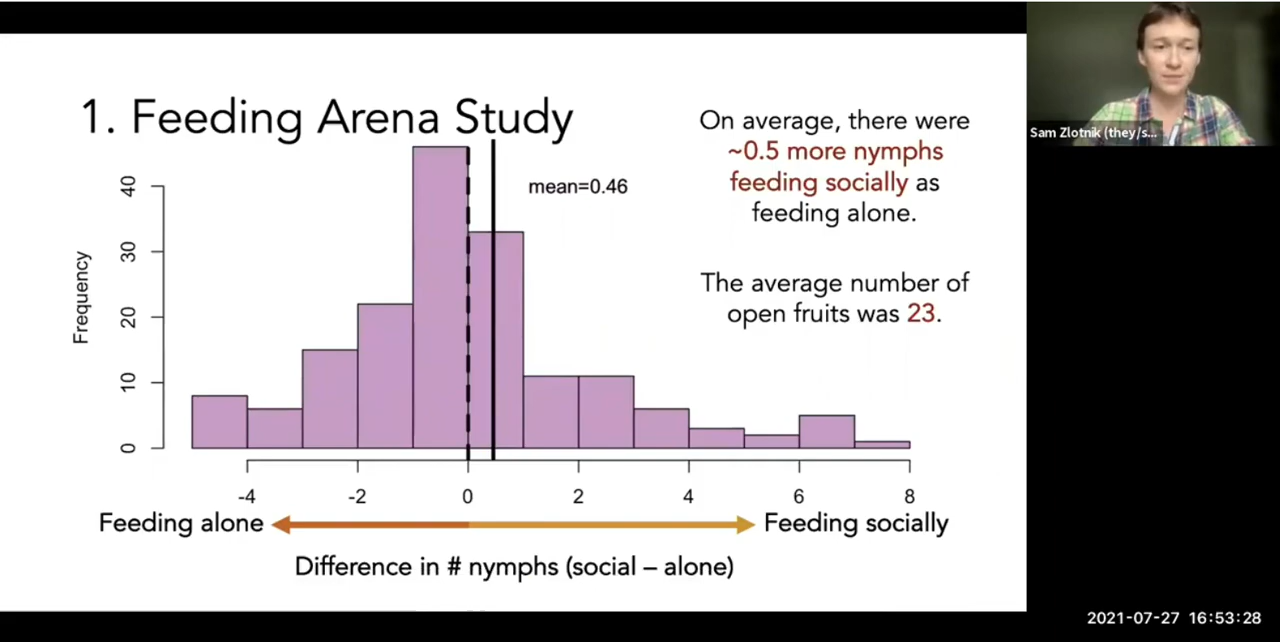 1. Feeding Arena Study
On average, there were
~0.5 more nymphs
feeding socially as
feeding alone.
The average number of
open fruits was 23.
mean=0.46
Frequency
40
30
20
10
0
-4 -2 0 2 4 6 8
Feeding alone Feeding socially
Difference in # nymphs (social – alone)
Sam Zlotnik (they/s...
2021-07-27 16:53:28